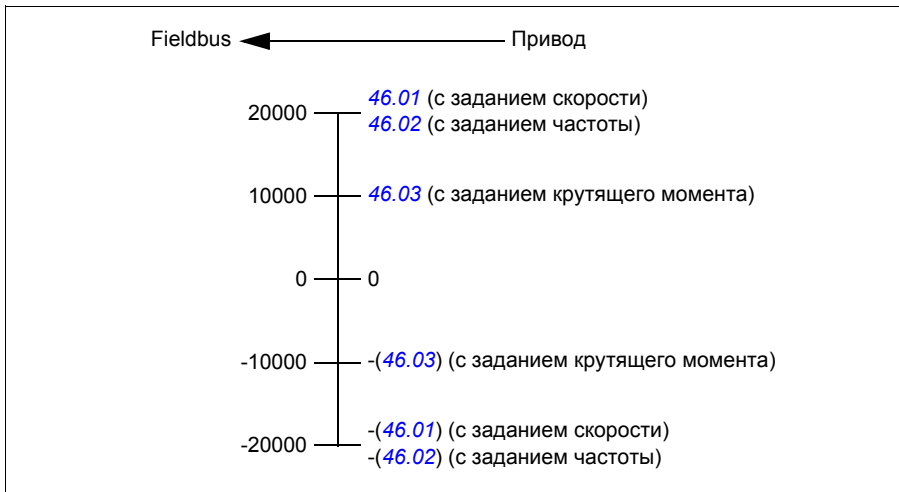 Fieldbus Привод
20000 46.01 (с заданием скорости)
46.02 (с заданием частоты)
10000 46.03 (с заданием крутящего момента)
0 0
-10000 -(46.03) (с заданием крутящего момента)
-20000 -(46.01) (с заданием скорости)
-(46.02) (с заданием частоты)